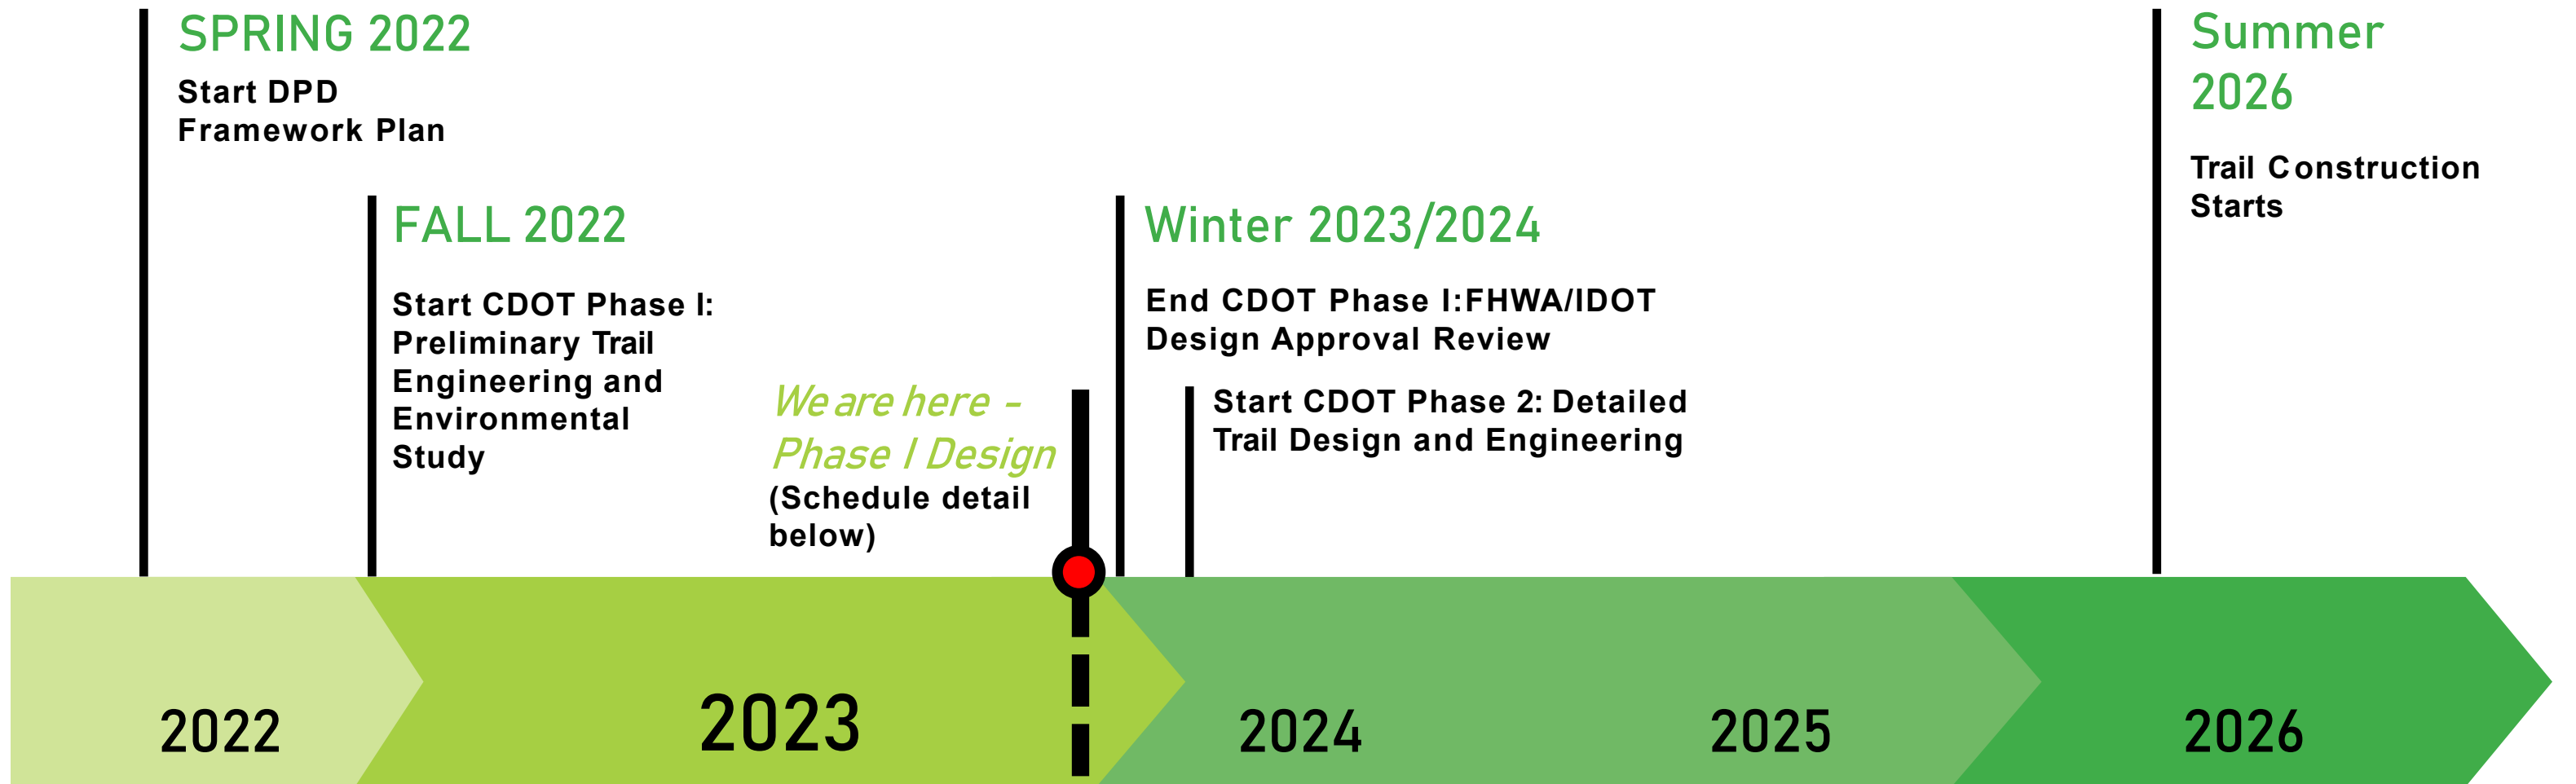 SPRING 2022
Start DPD
Framework Plan
FALL 2022
Start CDOT Phase I:
Preliminary Trail
Engineering and
Environmental
Study
We are here -
Phase I Design
(Schedule detail
below)
Winter 2023/2024
End CDOT Phase I:FHWA/IDOT
Design Approval Review
Start CDOT Phase 2: Detailed
Trail Design and Engineering
Summer
2026
Trail Construction
Starts
2022
2023
2024
2025
2026